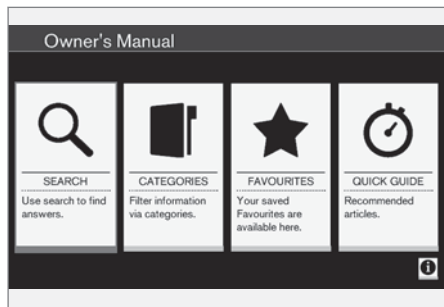 Owner's Manual
SEARCH
Use search to find
answers.
CATEGORIES
Filter information
via categories.
FAVOURITES
Your saved
Favourites are
available here.
QUICK GUIDE
Recommended
articles.